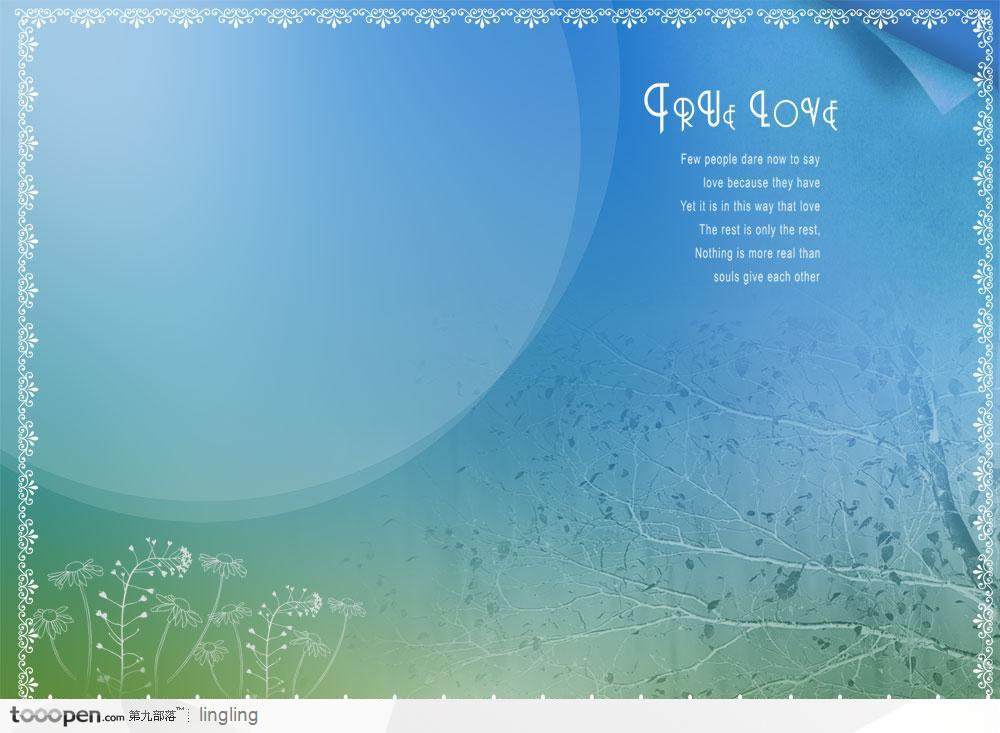 True Love
Few people dare now to say
love because they have
Yet it is in this way that love
The rest is only the rest,
Nothing is more real than
souls give each other
tooopen.com 第九部落™ lingling